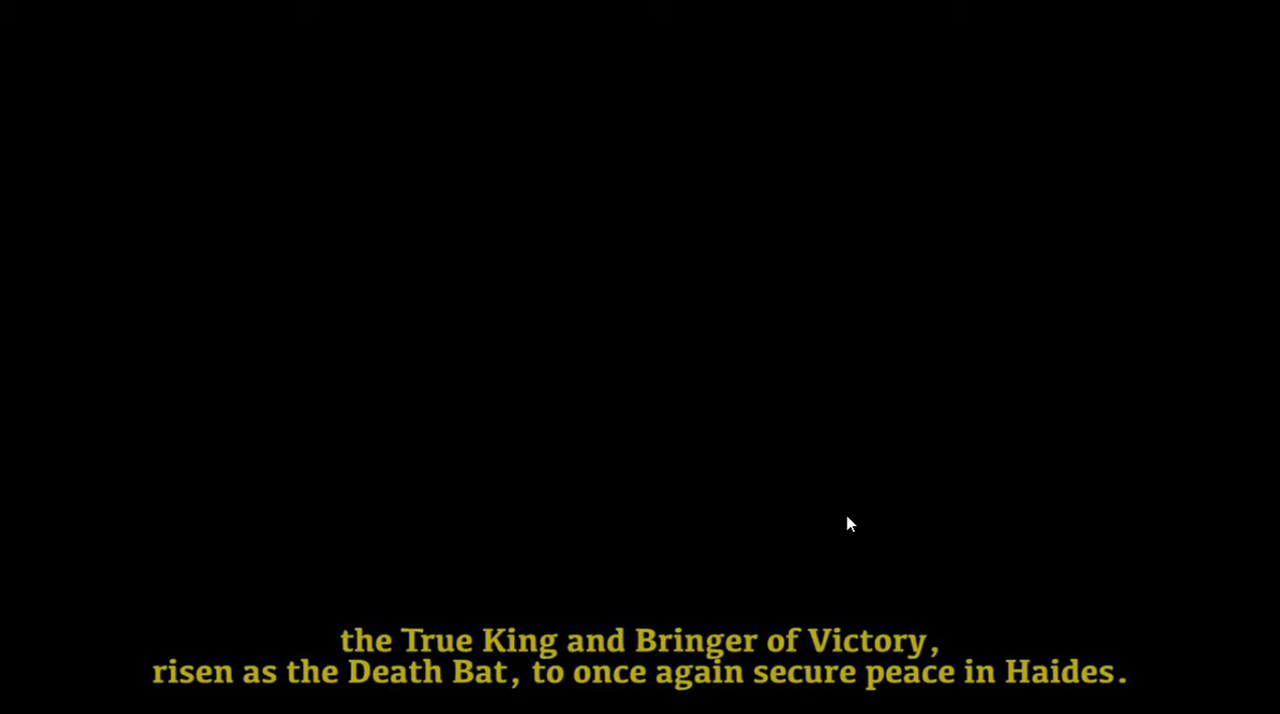 the True King and Bringer of Victory,
risen as the Death Bat, to once again secure peace in Haides.